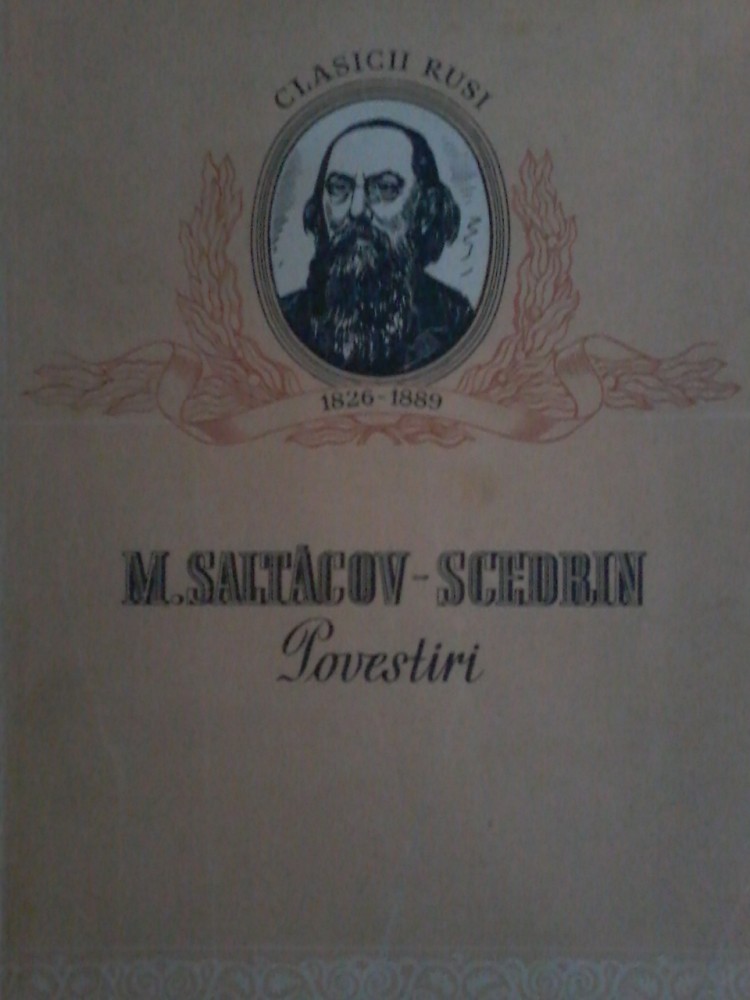 CLASICII RUSI
1826-1889
M. SALTÂCOV-SCEDRIN
Povestiri